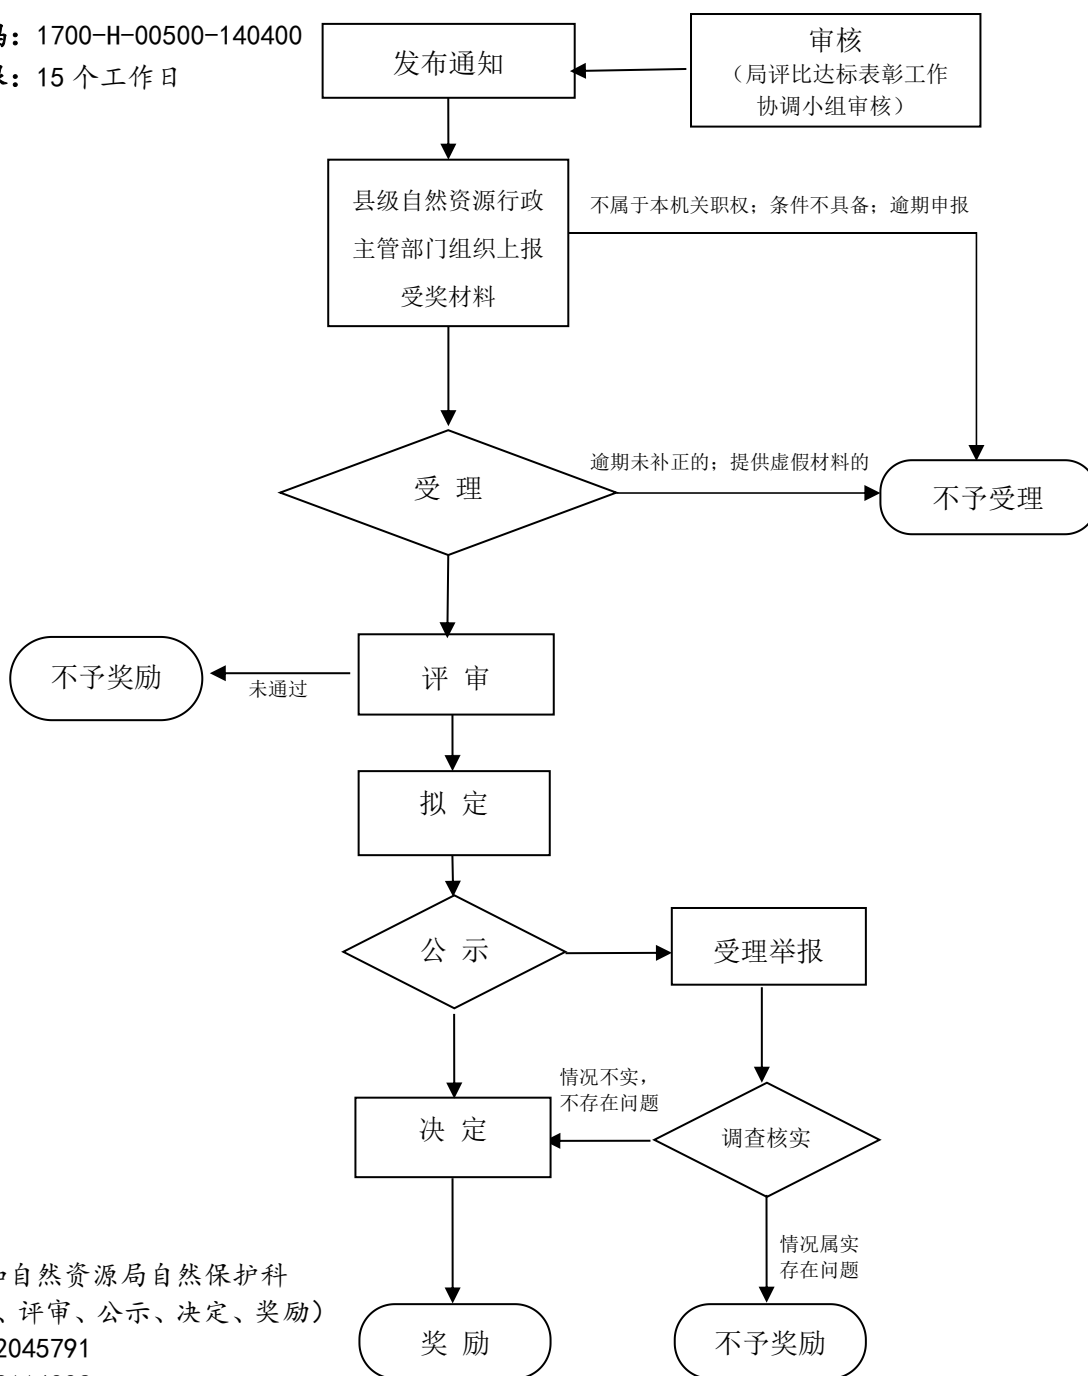 ：1700-H-00500-140400
：15个工作日
发布通知
审核
（局评比达标表彰工作
协调小组审核）
县级自然资源行政
主管部门组织上报
受奖材料
不属于本机关职权；条件不具备；逾期申报
受 理
逾期未补正的；提供虚假材料的
不予受理
不予奖励
未通过
评 审
拟 定
公 示
受理举报
情况不实，
不存在问题
决 定
调查核实
情况属实
存在问题
自然资源局自然保护科
、评审、公示、决定、奖励）
2045791
奖 励
不予奖励